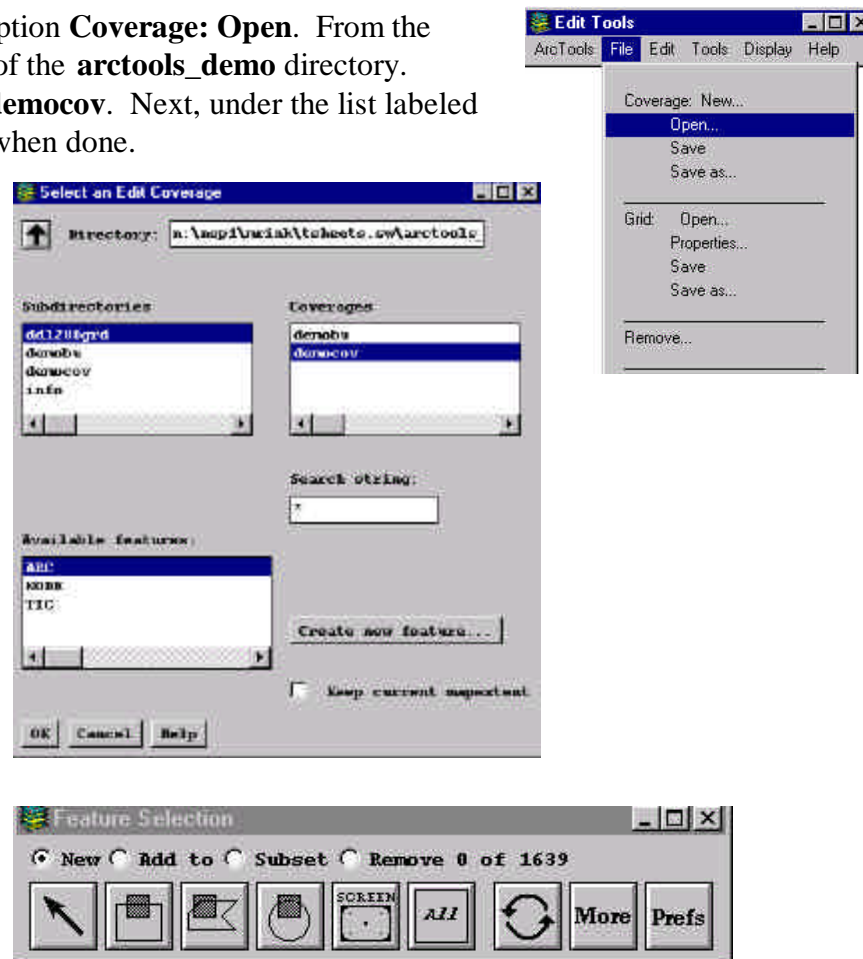 ption Coverage: Open. From the
of the arctools_demo directory.
democov. Next, under the list labeled
when done.
Edit Tools
ArcTools File Edit Tools Display Help
Coverage: New...
Open...
Save
Save as...
Grid: Open...
Properties...
Save
Save as...
Remove...
Select an Edit Coverage
Directory:
Subdirectories
Coverages
dd1286grd
demobu
democov
info
demobu
democov
Search string:
*
Available features:
ARC
NODE
TIC
Create new feature...
Keep current mapextent
OK Cancel Help
Feature Selection
New Add to Subset Remove 0 of 1639
SCREEN
All
More Prefs